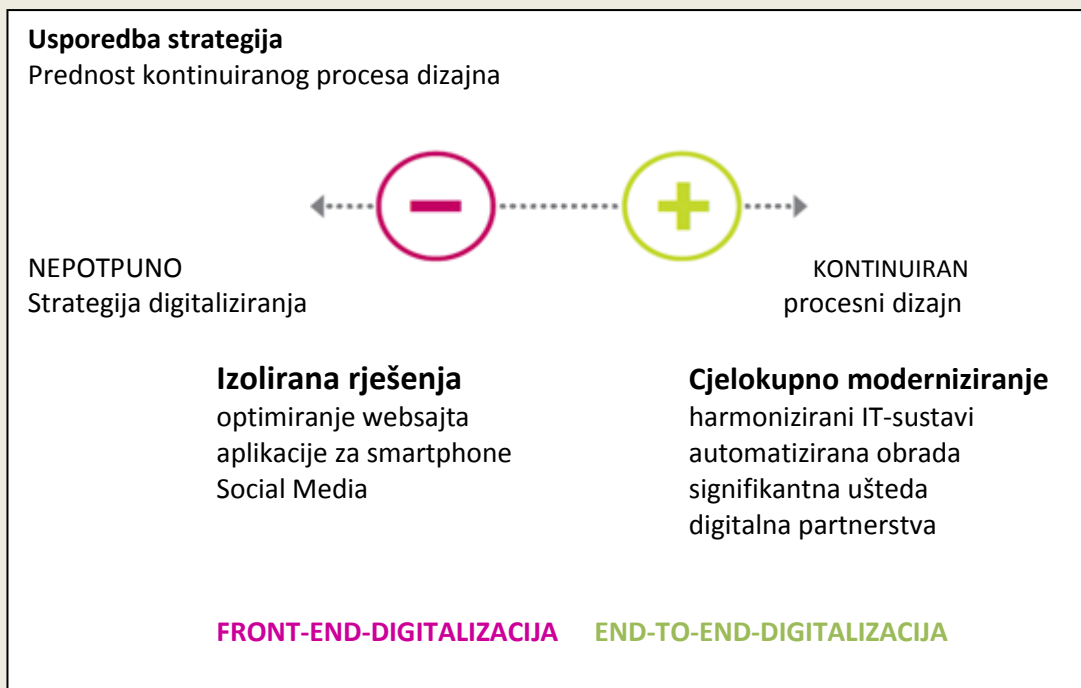 Usporedba strategija
Prednost kontinuiranog procesa dizajna
NEPOTPUNO
Strategija digitaliziranja
KONTINUIRAN
procesni dizajn
Izolirana rješenja
optimiranje websajta
aplikacije za smartphone
Social Media
Cjelokupno moderniziranje
harmonizirani IT-sustavi
automatizirana obrada
signifikantna ušteda
digitalna partnerstva
FRONT-END-DIGITALIZACIJA
END-TO-END-DIGITALIZACIJA